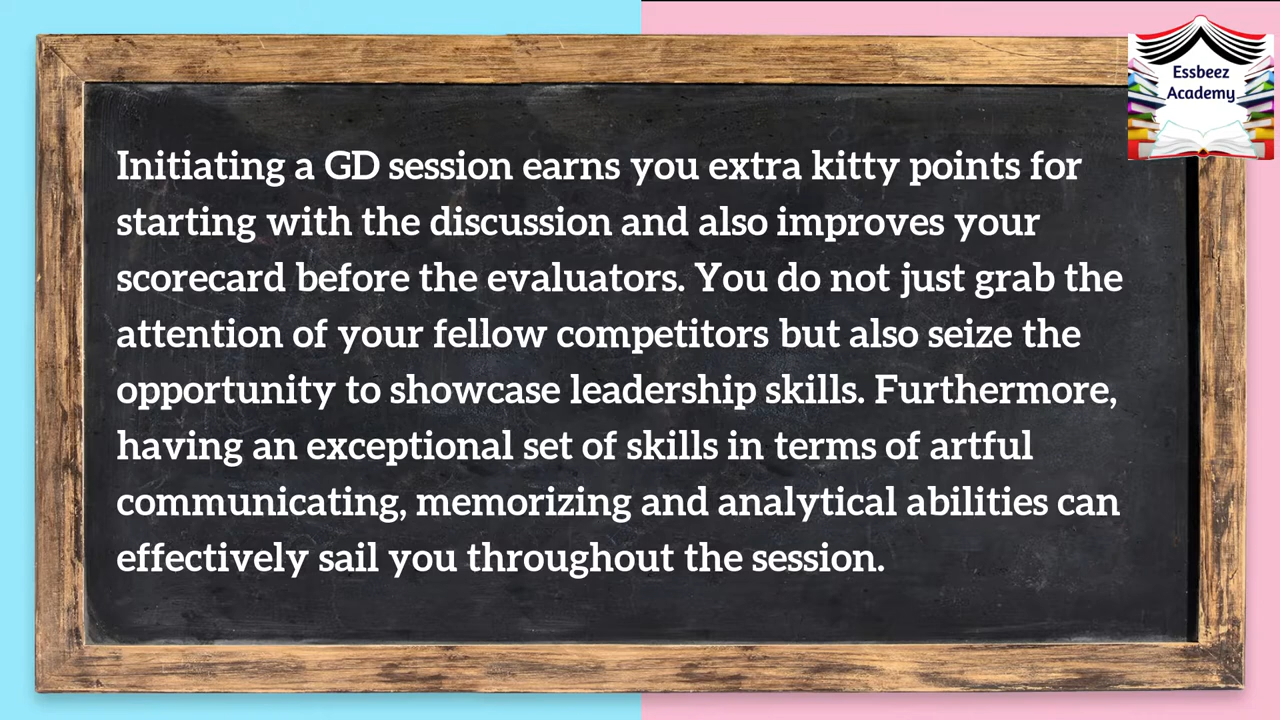 Essbeez
Academy
Initiating a GD session earns you extra kitty points for
starting with the discussion and also improves your
scorecard before the evaluators. You do not just grab the
attention of your fellow competitors but also seize the
opportunity to showcase leadership skills. Furthermore,
having an exceptional set of skills in terms of artful
communicating, memorizing and analytical abilities can
effectively sail you throughout the session.